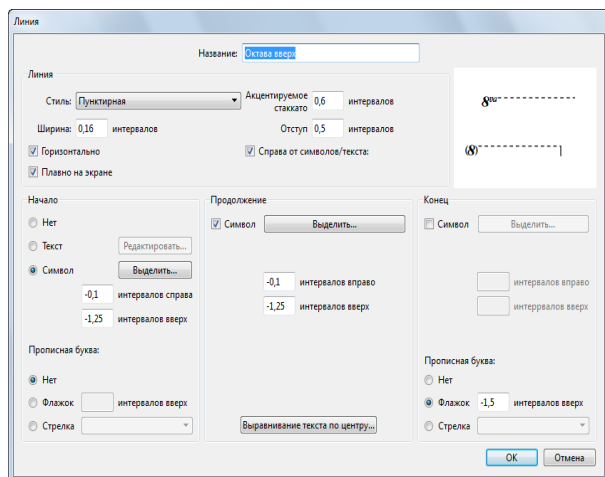 Линия
Название: Октава вверх
Линия
Стиль: Пунктирная
Акцентируемое стаккато 0,6 интервалов
Ширина: 0,16 интервалов
Отступ 0,5 интервалов
Горизонтально
Справа от символов/текста:
Плавно на экране
8va
(8)
Начало
Нет
Текст Редактировать...
Символ Выделить...
-0,1 интервалов справа
-1,25 интервалов вверх
Прописная буква:
Нет
Флажок интервалов вверх
Стрелка
Продолжение
Символ Выделить...
-0,1 интервалов вправо
-1,25 интервалов вверх
Выравнивание текста по центру...
Конец
Символ Выделить...
интервалов вправо
интеррвалов вверх
Прописная буква:
Нет
Флажок -1,5 интервалов вверх
Стрелка
OK Отмена